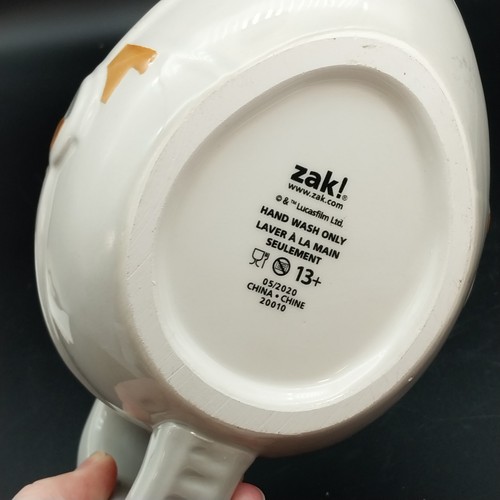 zak!®
www.zak.com
© & ™ Lucasfilm Ltd.
HAND WASH ONLY
LAVER À LA MAIN
SEULEMENT
13+
05/2020
CHINA • CHINE
20010